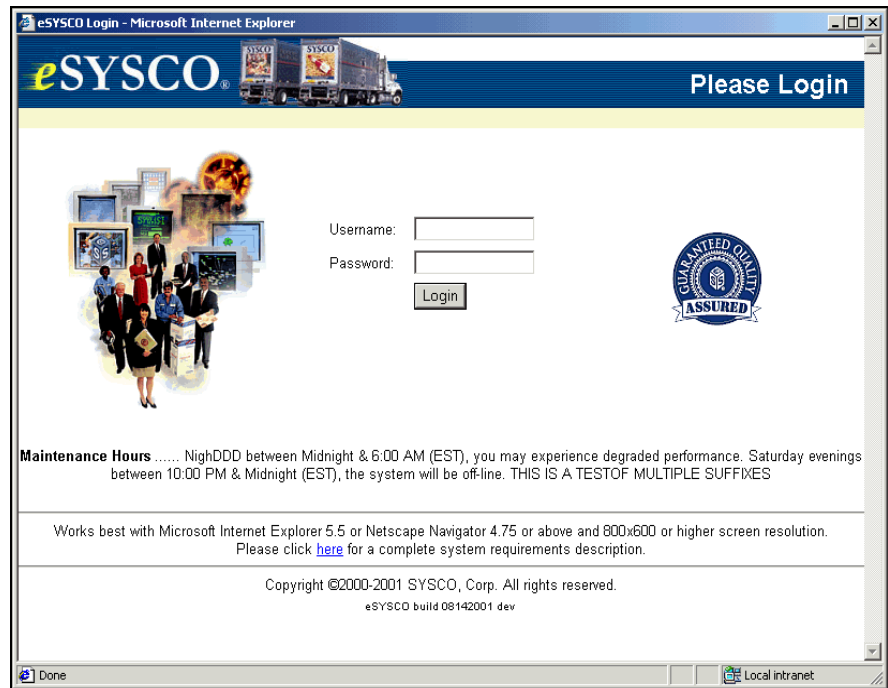 eSYSCO Login - Microsoft Internet Explorer
eSYSCO®
SYSCO
SYSCO
Please Login
SYSCO
Username:
Password:
Login
GUARANTEED QUALITY
ASSURED
Maintenance Hours ...... NighDDD between Midnight & 6:00 AM (EST), you may experience degraded performance. Saturday evenings
between 10:00 PM & Midnight (EST), the system will be off-line. THIS IS A TESTOF MULTIPLE SUFFIXES
Works best with Microsoft Internet Explorer 5.5 or Netscape Navigator 4.75 or above and 800x600 or higher screen resolution.
Please click here for a complete system requirements description.
Copyright ©2000-2001 SYSCO, Corp. All rights reserved.
eSYSCO build 08142001 dev
Done
Local intranet